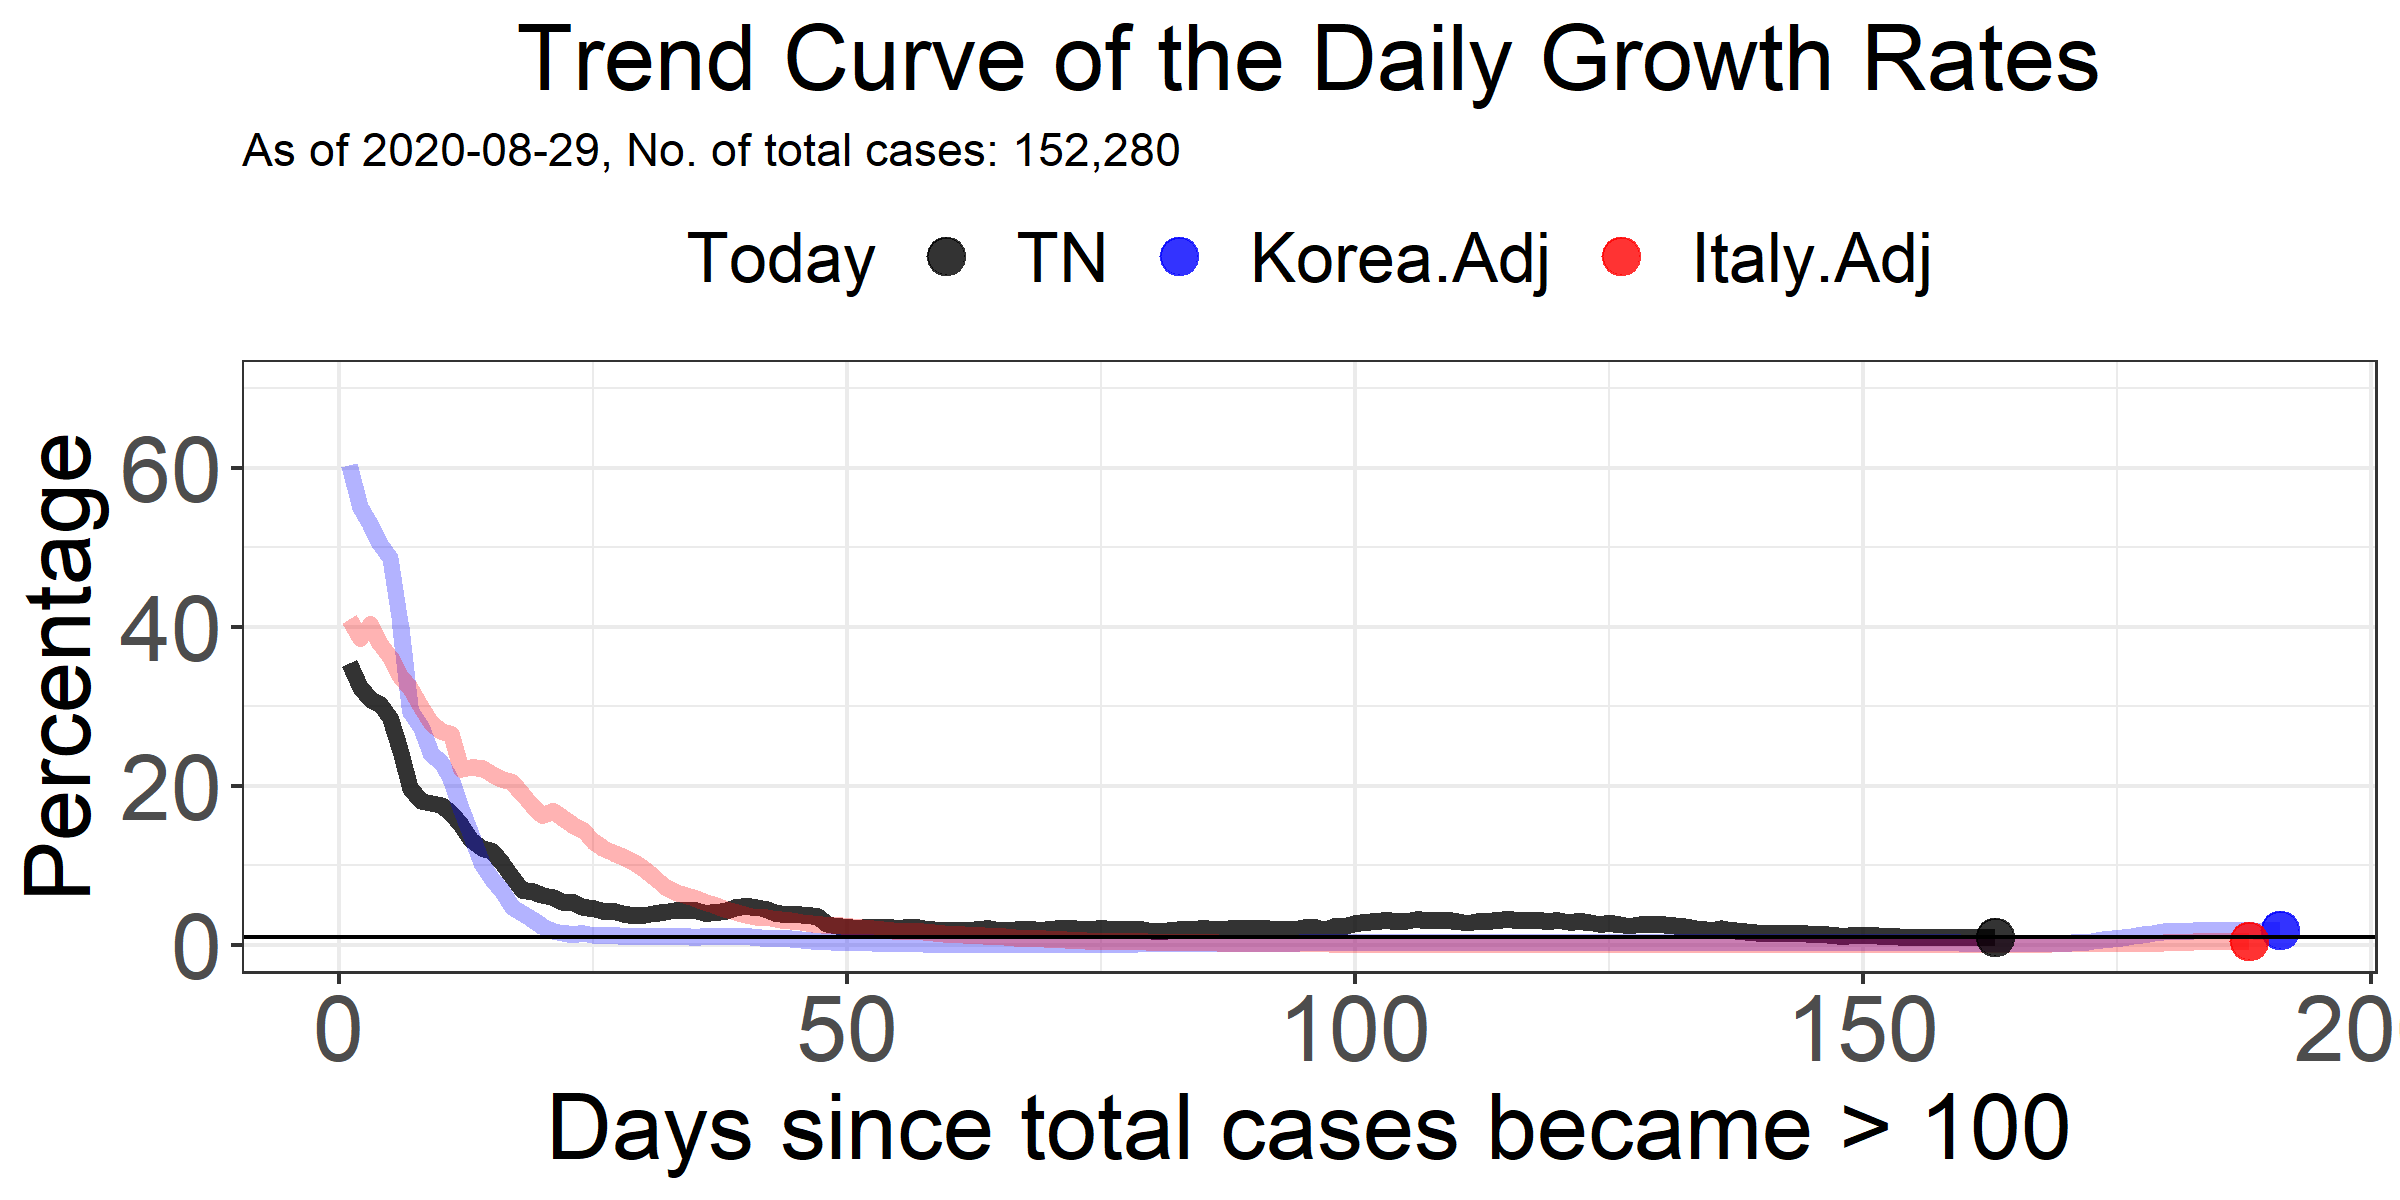 Trend Curve of the Daily Growth Rates
As of 2020-08-29, No. of total cases: 152,280
Today TN Korea.Adj Italy.Adj
Percentage
60
40
20
0
0 50 100 150 20
Days since total cases became > 100